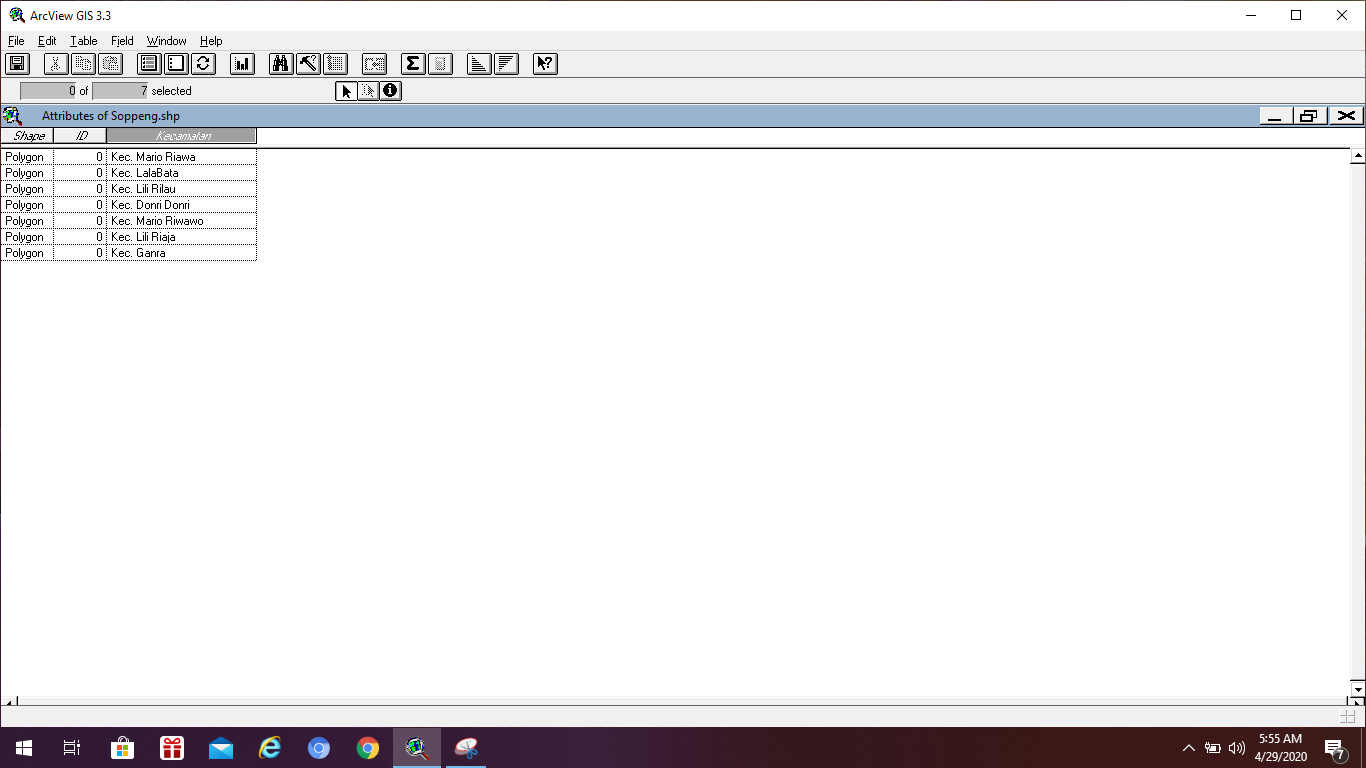 ArcView GIS 3.3
File Edit Table Field Window Help
0 of 7 selected
Attributes of Soppeng.shp
Shape ID Kecamatan
Polygon 0 Kec. Mario Riawa
Polygon 0 Kec. LalaBata
Polygon 0 Kec. Lili Rilau
Polygon 0 Kec. Donri Donri
Polygon 0 Kec. Mario Riwawo
Polygon 0 Kec. Lili Riaja
Polygon 0 Kec. Ganra
5:55 AM
4/29/2020
7